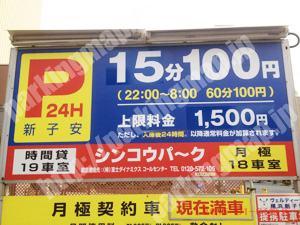 P
24H
新子安
15分100円
(22:00〜8:00 60分100円)
上限料金 1,500円
ただし、入庫後24時間、以降通常料金が加算されます。
時間貸
19車室
シンコウパーク
月極
18車室
TEL 0120-572-105
月極契約車 現在満車